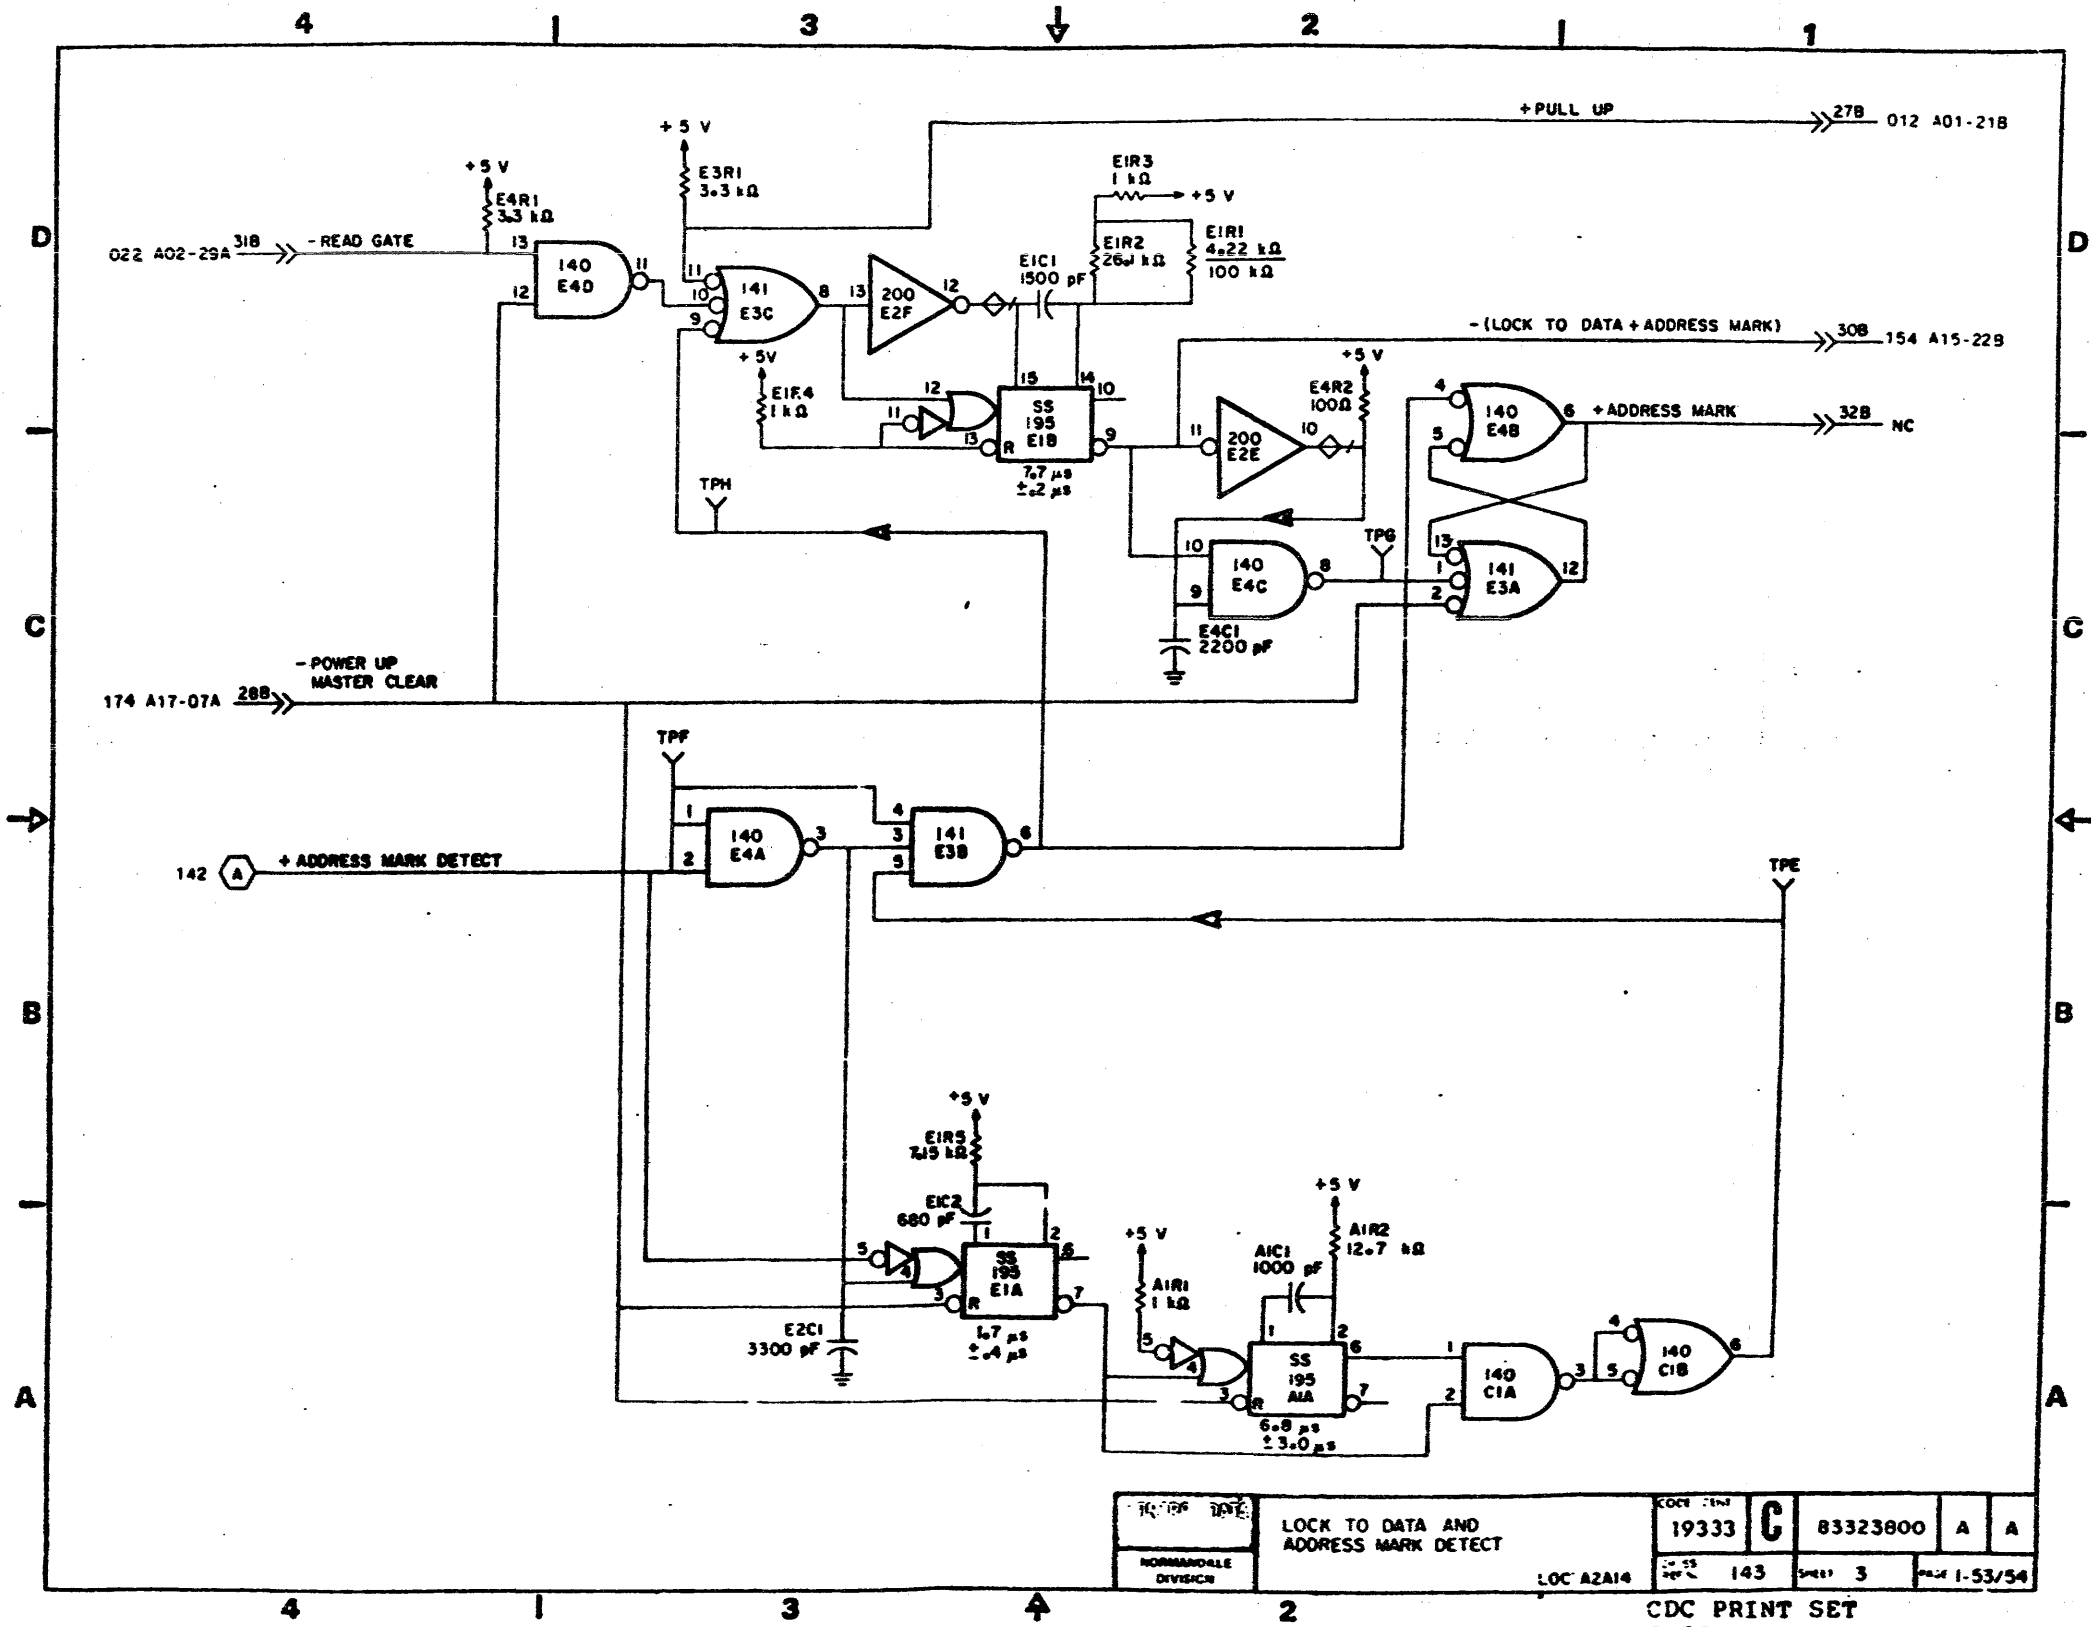 4 3 2 1
+PULL UP
27B
012 A01-21B
+5 V
E3R1
3.3 kΩ
+5 V
E4R1
3.3 kΩ
E1R3
1 kΩ
+5 V
D
D
022 A02-29A
31B
-READ GATE
13
12
140
E4D
11
11
10
9
141
E3C
8
13
200
E2F
12
E1C1
1500 pF
E1R2
26.1 kΩ
E1R1
4.22 kΩ
100 kΩ
-(LOCK TO DATA + ADDRESS MARK)
30B
154 A15-22B
+5V
E1R4
1 kΩ
12
11
13
15
14
10
SS
195
E1B
R
9
7.7 µs
±.2 µs
11
200
E2E
10
+5 V
E4R2
100Ω
4
5
140
E4B
6
+ADDRESS MARK
32B
NC
TPH
TPG
10
9
140
E4C
8
13
1
2
141
E3A
12
E4C1
2200 pF
C
C
174 A17-07A
28B
-POWER UP
MASTER CLEAR
TPF
1
2
140
E4A
3
4
3
5
141
E3B
6
142
A
+ADDRESS MARK DETECT
TPE
B
B
+5 V
E1R5
7.15 kΩ
E1C2
680 pF
1
2
5
4
3
SS
195
E1A
R
6
7
1.7 µs
±.4 µs
E2C1
3300 pF
+5 V
A1R1
1 kΩ
A1C1
1000 pF
+5 V
A1R2
12.7 kΩ
5
4
3
1
2
SS
195
A1A
R
6
7
6.8 µs
±3.0 µs
1
2
140
C1A
3
4
5
140
C1B
6
A
A
NORMANDALE
DIVISION
LOCK TO DATA AND
ADDRESS MARK DETECT
LOC A2A14
CODE IDENT
19333
C
83323800
A
A
143
SHEET 3
PAGE 1-53/54
4 3 2
CDC PRINT SET